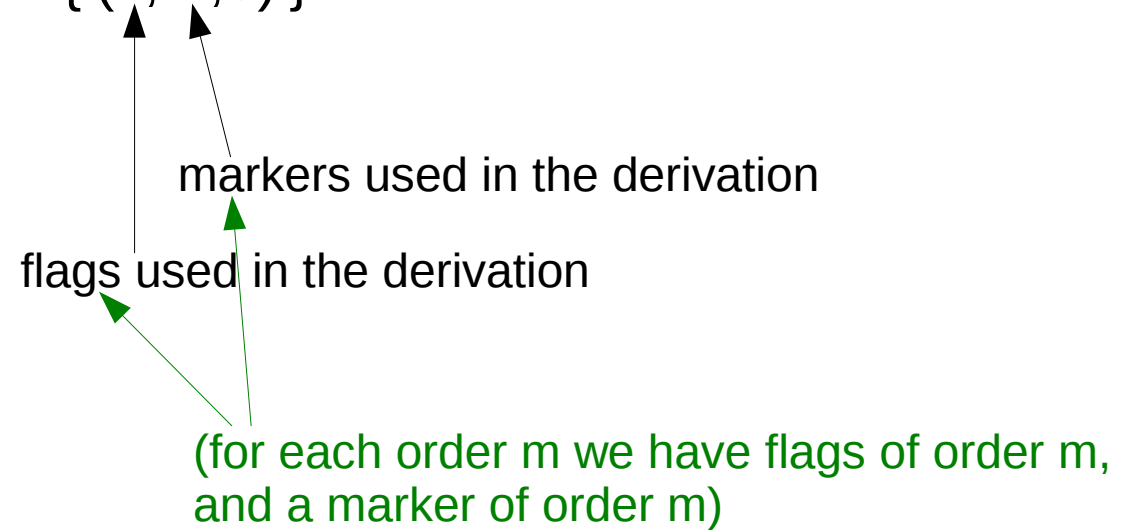 markers used in the derivation
flags used in the derivation
(for each order m we have flags of order m,
and a marker of order m)